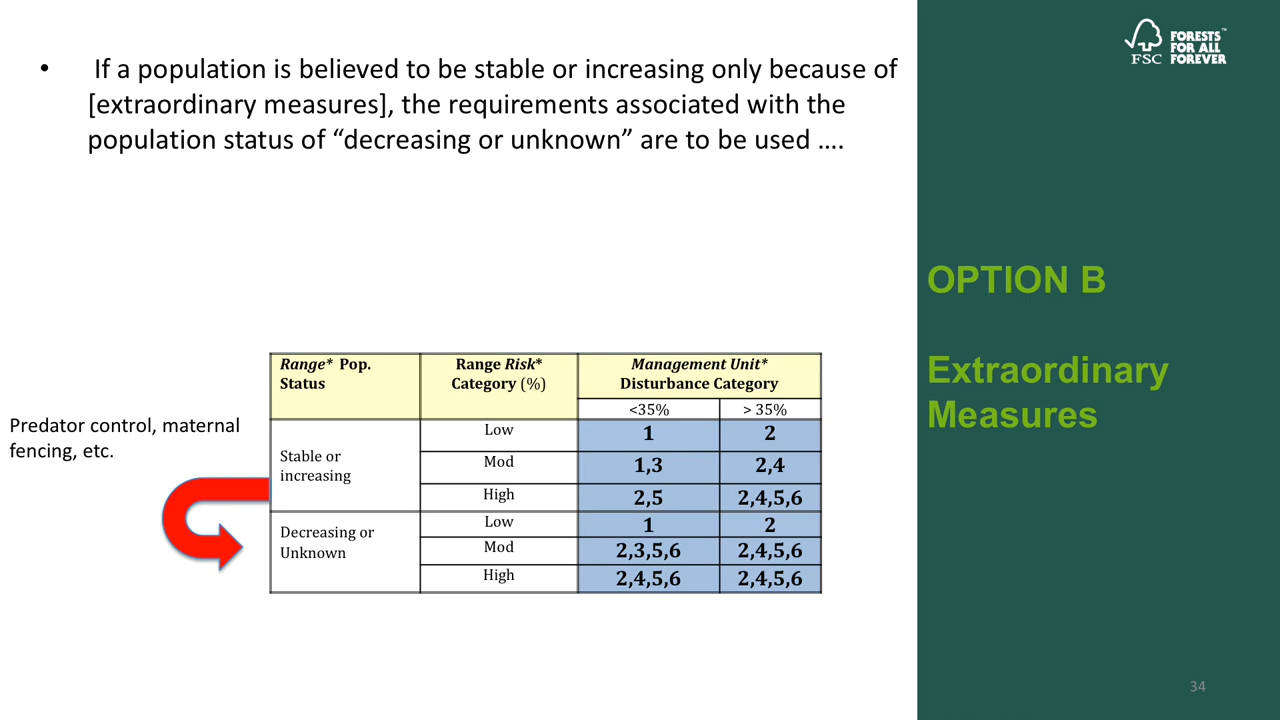 • If a population is believed to be stable or increasing only because of
[extraordinary measures], the requirements associated with the
population status of “decreasing or unknown” are to be used ....
FORESTS™
FOR ALL
FOREVER
FSC
OPTION B
Extraordinary
Measures
Predator control, maternal
fencing, etc.
Range* Pop.
Status
Range Risk*
Category (%)
Management Unit*
Disturbance Category
<35%
> 35%
Stable or
increasing
Low
1
2
Mod
1,3
2,4
High
2,5
2,4,5,6
Decreasing or
Unknown
Low
1
2
Mod
2,3,5,6
2,4,5,6
High
2,4,5,6
2,4,5,6
34